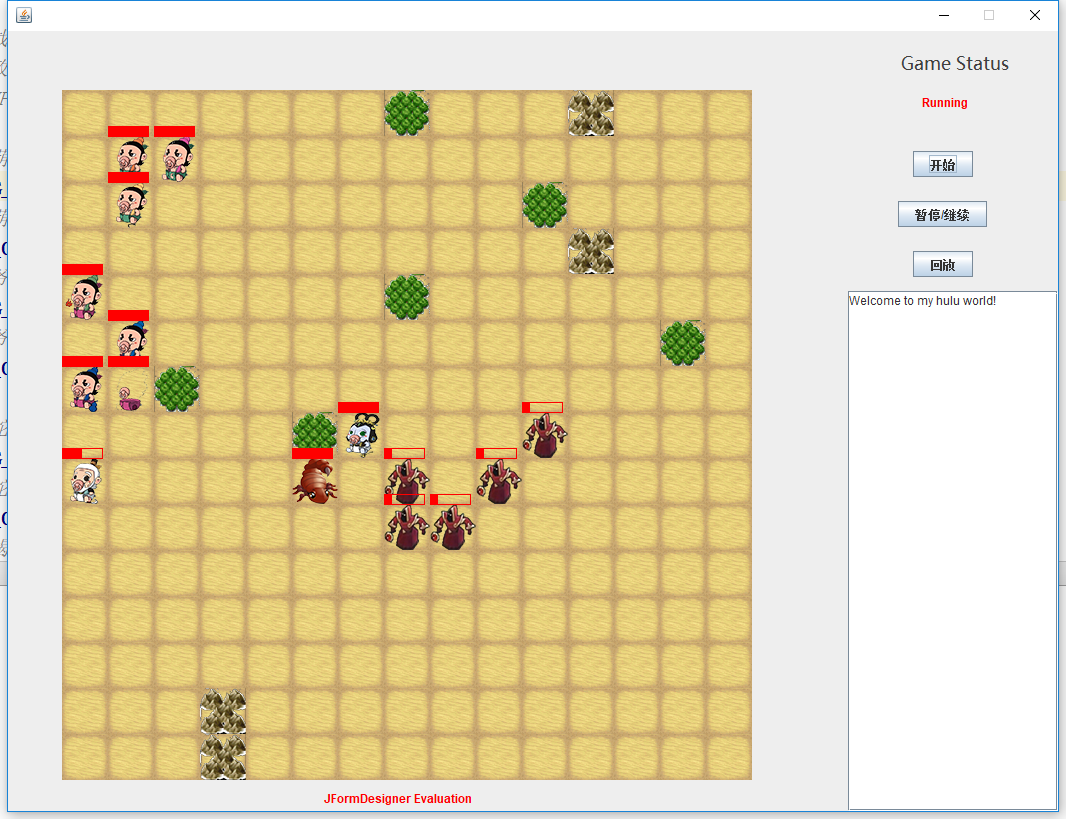 Game Status
Running
开始
暂停/继续
回放
Welcome to my hulu world!
JFormDesigner Evaluation